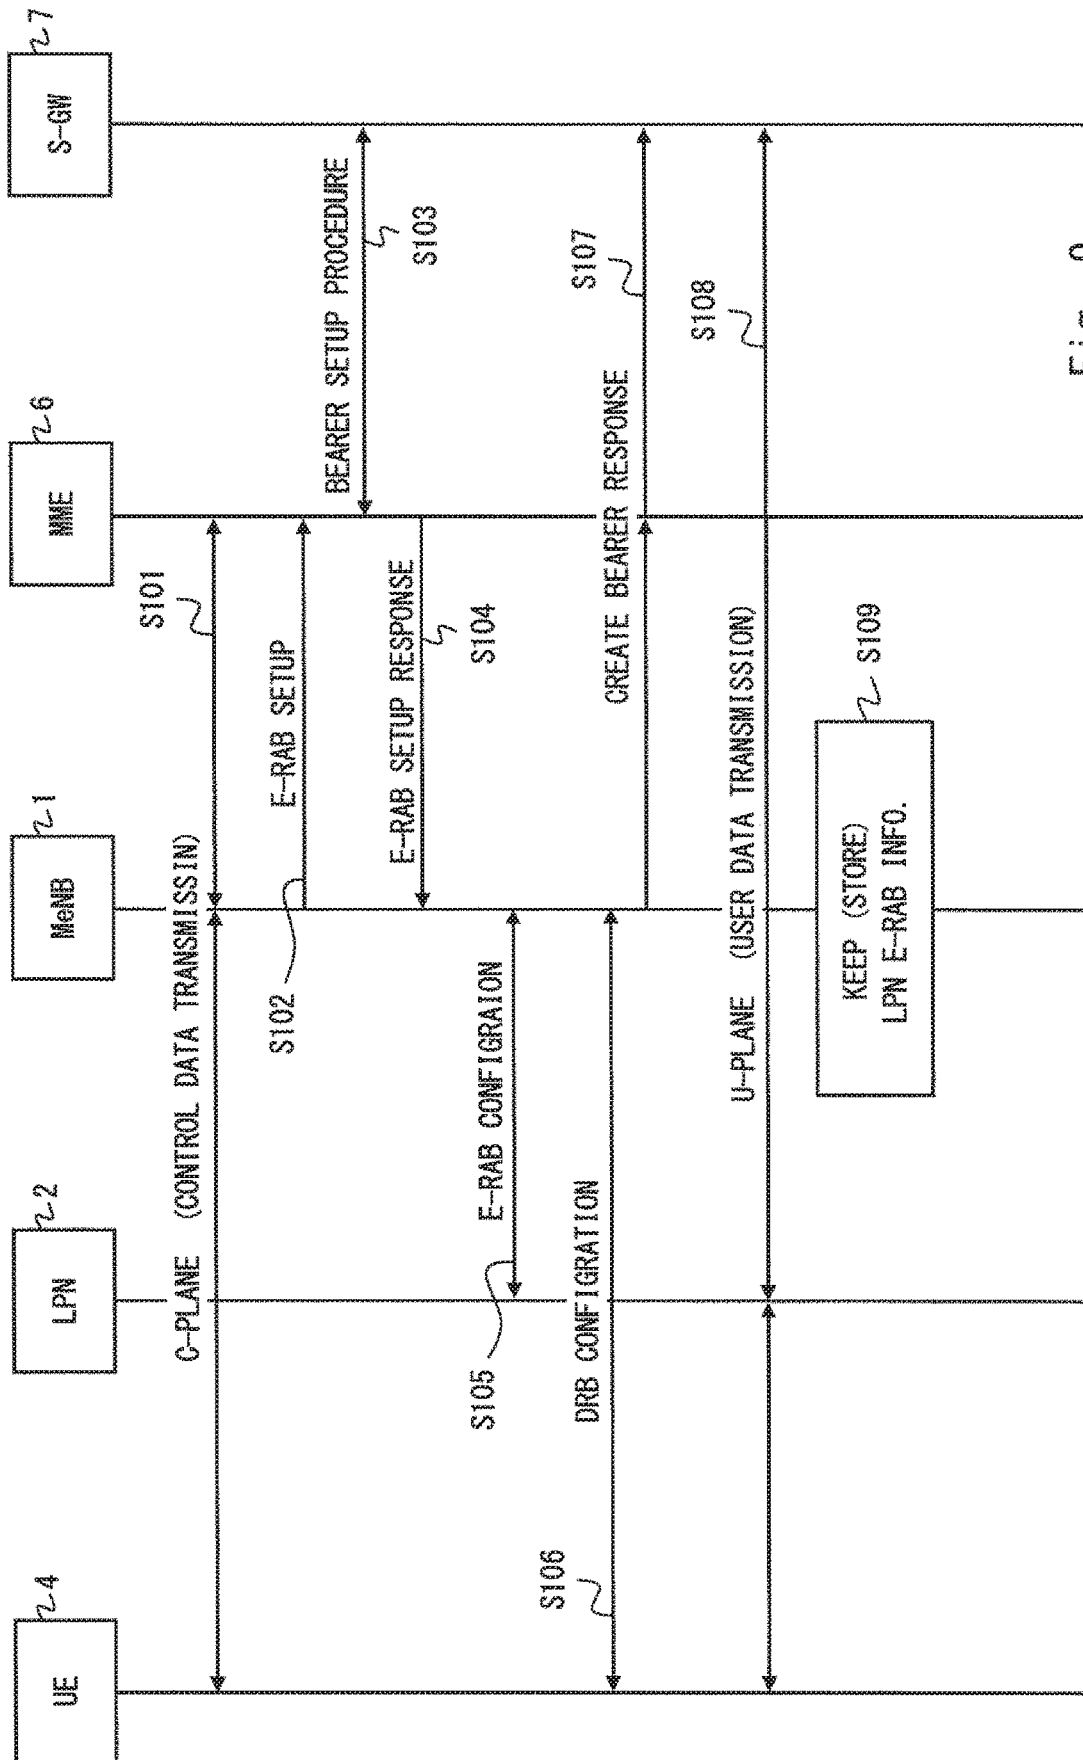 UE
4
LPN
2
MeNB
1
MME
6
S-GW
7
C-PLANE (CONTROL DATA TRANSMISSIN)
S101
S102
E-RAB SETUP
BEARER SETUP PROCEDURE
S103
E-RAB SETUP RESPONSE
S104
S105
E-RAB CONFIGRAION
S106
DRB CONFIGRATION
CREATE BEARER RESPONSE
S107
U-PLANE (USER DATA TRANSMISSION)
S108
KEEP (STORE)
LPN E-RAB INFO.
S109